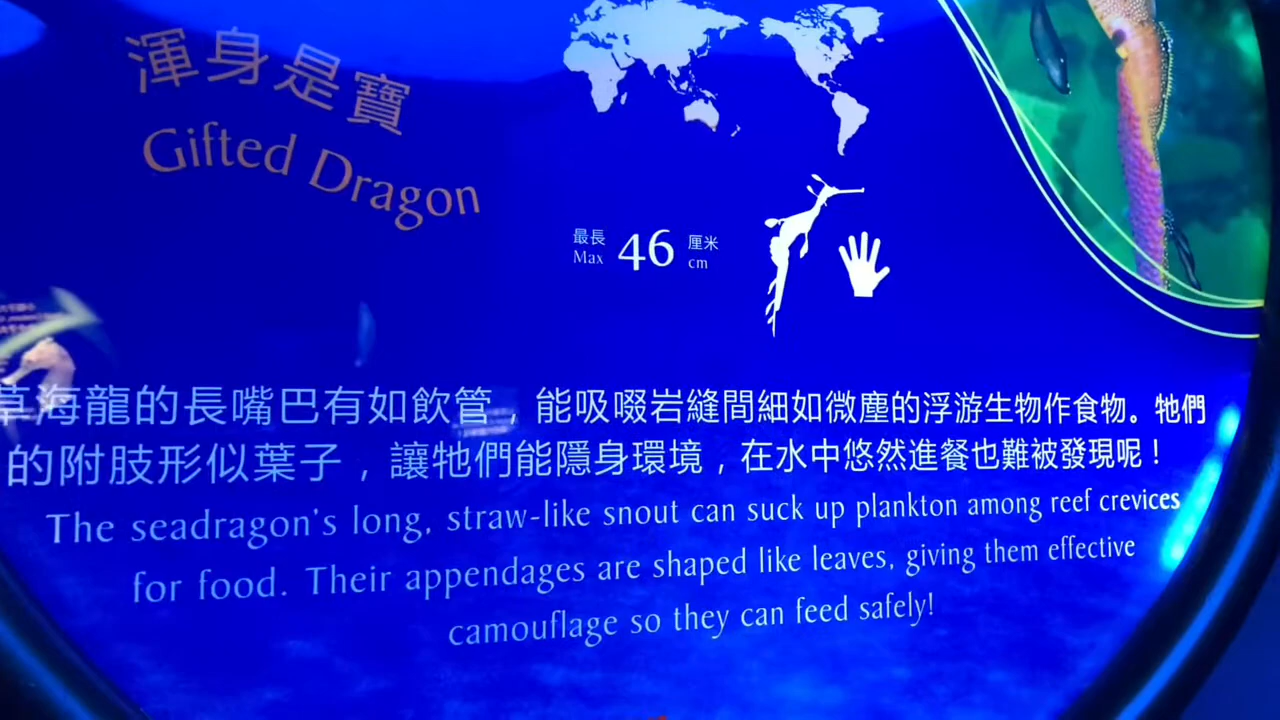 渾身是寶
Gifted Dragon
最長 46 厘米
Max cm
草海龍的長嘴巴有如飲管，能吸啜岩縫間細如微塵的浮游生物作食物。牠們
的附肢形似葉子，讓牠們能隱身環境，在水中悠然進餐也難被發現呢！
The seadragon's long, straw-like snout can suck up plankton among reef crevices
for food. Their appendages are shaped like leaves, giving them effective
camouflage so they can feed safely!